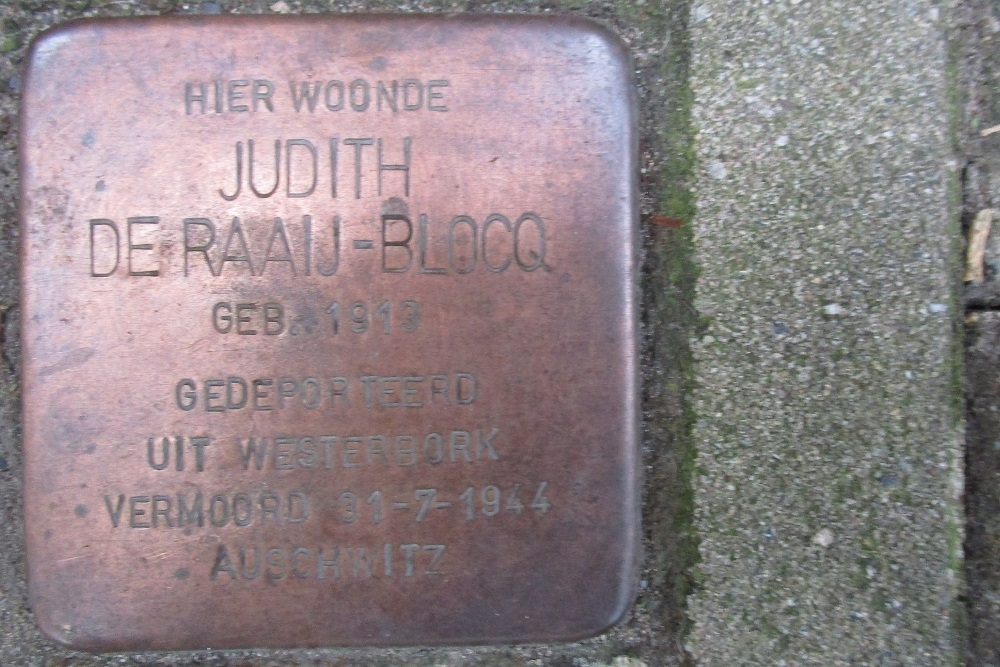 HIER WOONDE
JUDITH
DE RAAIJ-BLOCQ
GEB. 1913
GEDEPORTEERD
UIT WESTERBORK
VERMOORD 31-7-1944
AUSCHWITZ